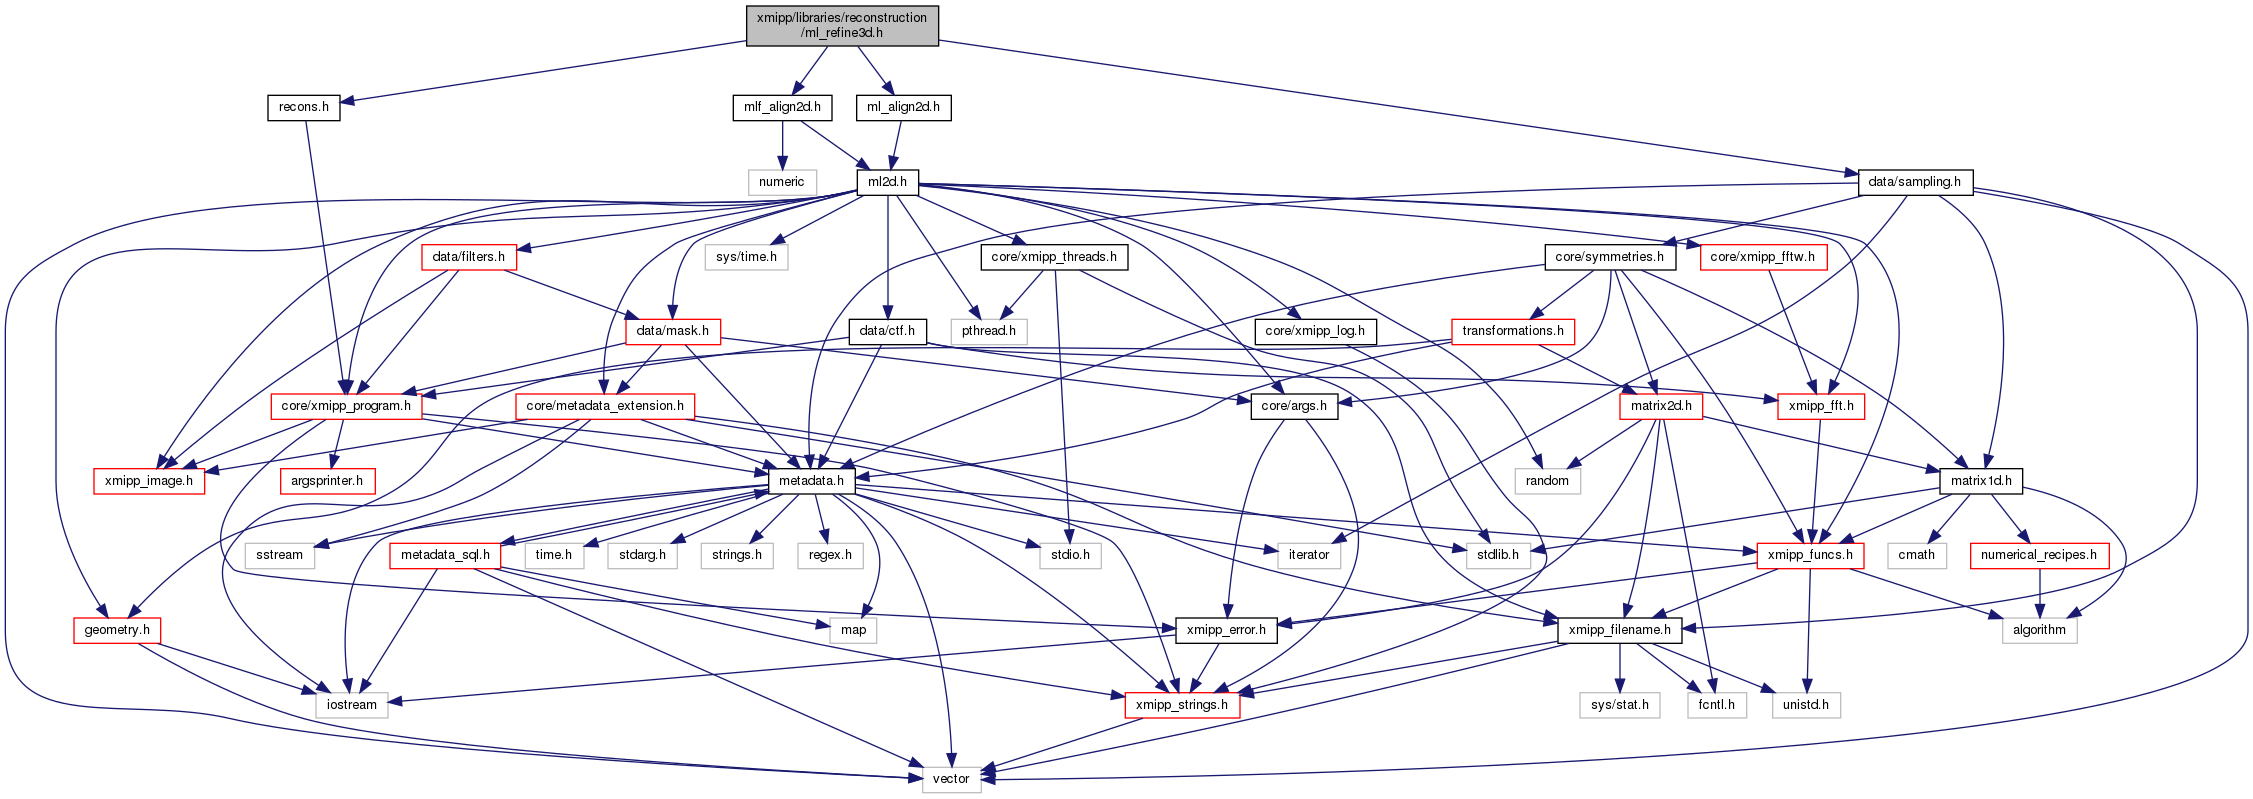 xmipp/libraries/reconstruction
/ml_refine3d.h
recons.h
mlf_align2d.h
ml_align2d.h
numeric
ml2d.h
data/sampling.h
data/filters.h
sys/time.h
core/xmipp_threads.h
core/symmetries.h
core/xmipp_fftw.h
data/mask.h
data/ctf.h
pthread.h
core/xmipp_log.h
transformations.h
core/xmipp_program.h
core/metadata_extension.h
core/args.h
matrix2d.h
xmipp_fft.h
xmipp_image.h
argsprinter.h
metadata.h
random
matrix1d.h
sstream
metadata_sql.h
time.h
stdarg.h
strings.h
regex.h
stdio.h
iterator
stdlib.h
xmipp_funcs.h
cmath
numerical_recipes.h
geometry.h
map
xmipp_error.h
xmipp_filename.h
algorithm
iostream
xmipp_strings.h
sys/stat.h
fcntl.h
unistd.h
vector